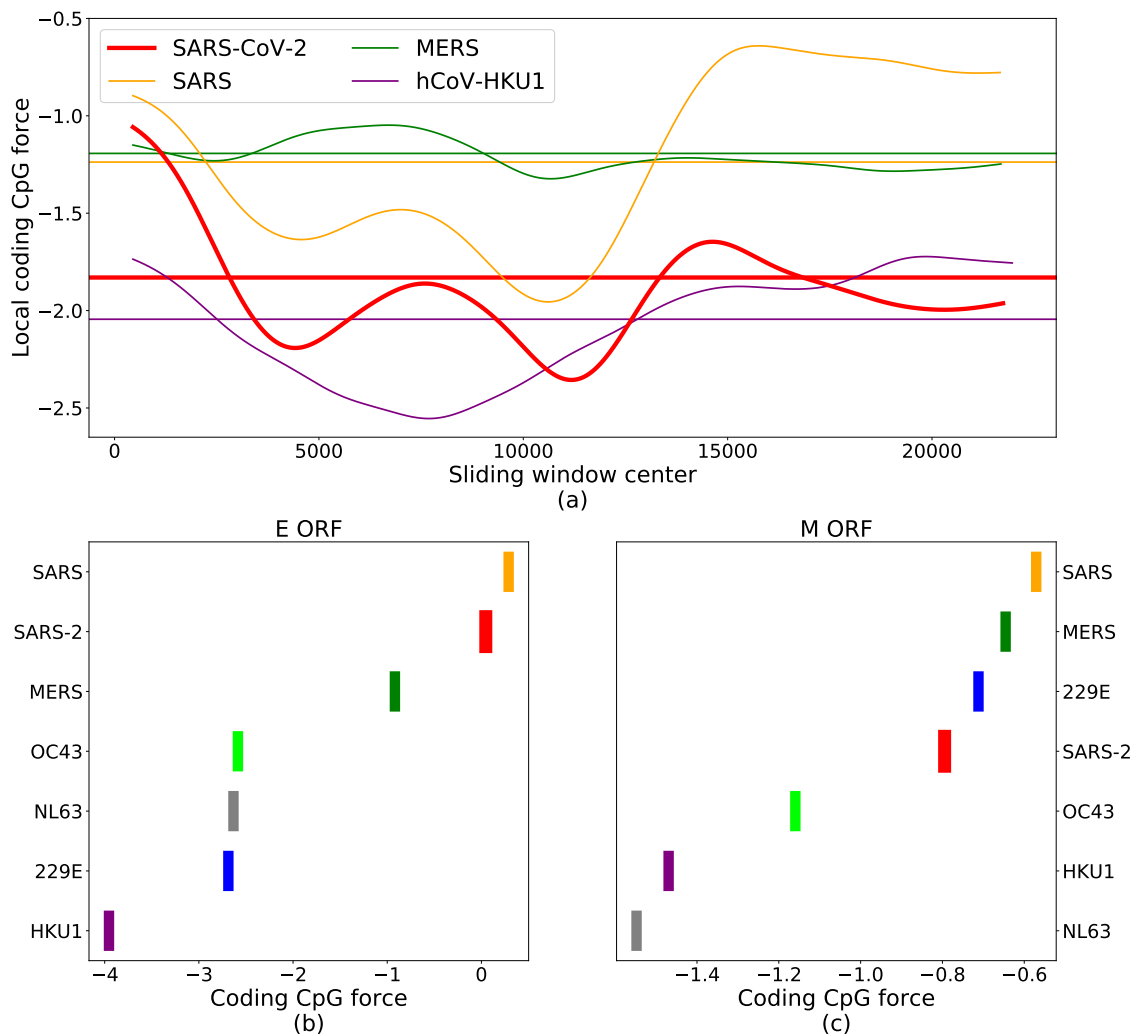 −0.5
−1.0
−1.5
−2.0
−2.5
Local coding CpG force
SARS-CoV-2
SARS
MERS
hCoV-HKU1
0
5000
10000
15000
20000
Sliding window center
(a)
E ORF
SARS
SARS-2
MERS
OC43
NL63
229E
HKU1
−4
−3
−2
−1
0
Coding CpG force
(b)
M ORF
SARS
MERS
229E
SARS-2
OC43
HKU1
NL63
−1.4
−1.2
−1.0
−0.8
−0.6
Coding CpG force
(c)